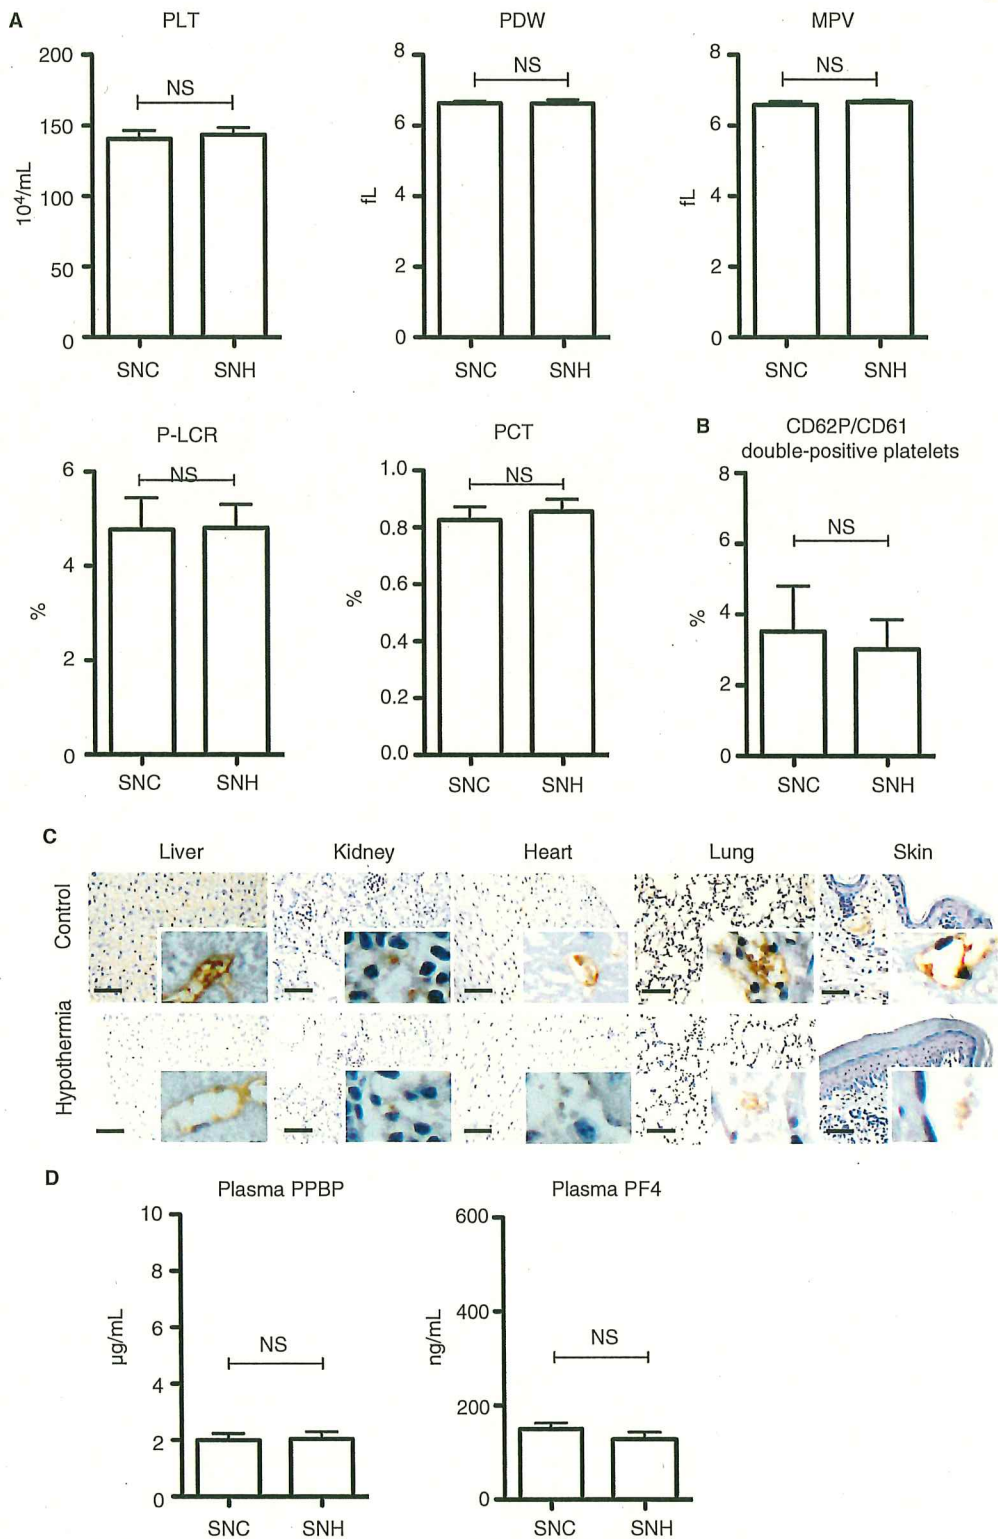 A
PLT
200
150
100
50
0
10⁴/mL
NS
SNC
SNH
PDW
8
6
4
2
0
fL
NS
SNC
SNH
MPV
8
6
4
2
0
fL
NS
SNC
SNH
P-LCR
6
4
2
0
%
NS
SNC
SNH
PCT
1.0
0.8
0.6
0.4
0.2
0.0
%
NS
SNC
SNH
B
CD62P/CD61
double-positive platelets
8
6
4
2
0
%
NS
SNC
SNH
C
Liver
Kidney
Heart
Lung
Skin
Control
Hypothermia
D
Plasma PPBP
10
8
6
4
2
0
µg/mL
NS
SNC
SNH
Plasma PF4
600
400
200
0
ng/mL
NS
SNC
SNH